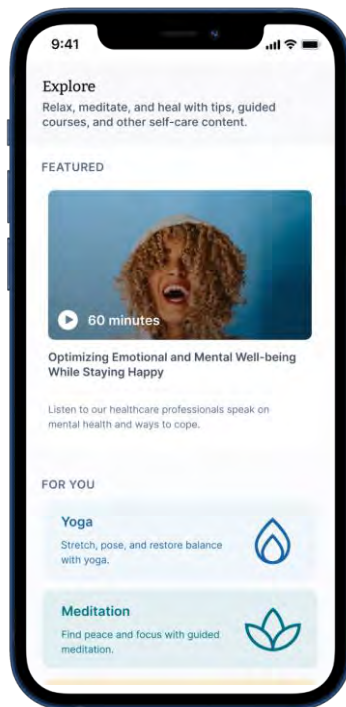 9:41
Explore
Relax, meditate, and heal with tips, guided
courses, and other self-care content.
FEATURED
60 minutes
Optimizing Emotional and Mental Well-being
While Staying Happy
Listen to our healthcare professionals speak on
mental health and ways to cope.
FOR YOU
Yoga
Stretch, pose, and restore balance
with yoga.
Meditation
Find peace and focus with guided
meditation.